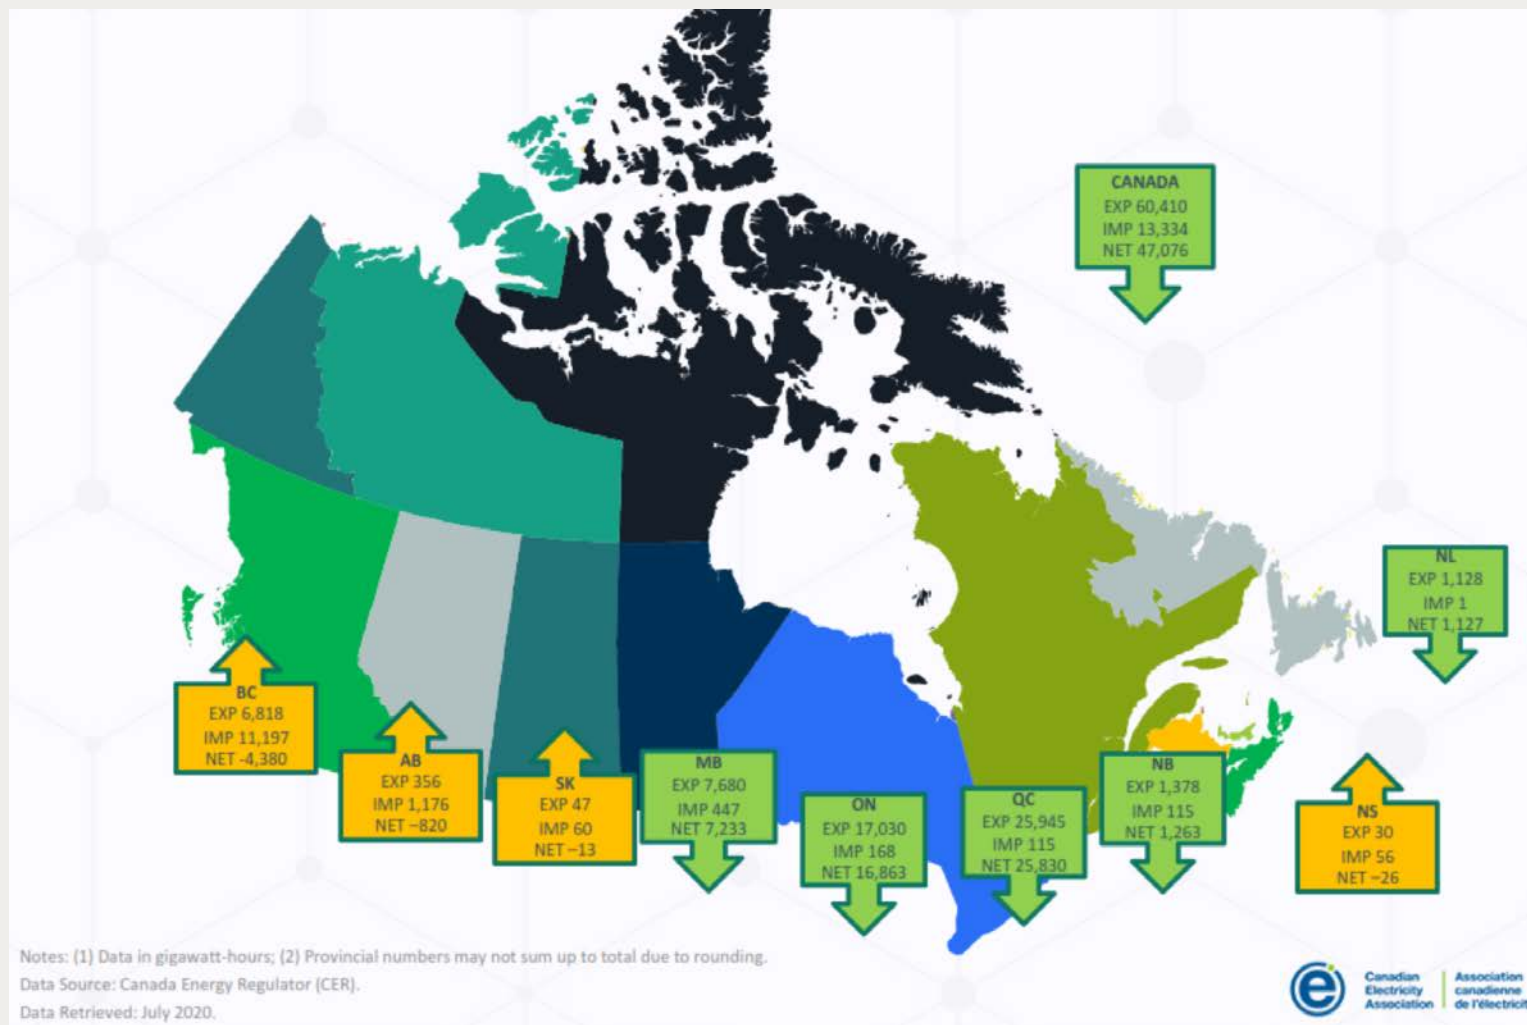 CANADA
EXP 60,410
IMP 13,334
NET 47,076
NL
EXP 1,128
IMP 1
NET 1,127
BC
EXP 6,818
IMP 11,197
NET -4,380
AB
EXP 356
IMP 1,176
NET –820
SK
EXP 47
IMP 60
NET –13
MB
EXP 7,680
IMP 447
NET 7,233
ON
EXP 17,030
IMP 168
NET 16,863
QC
EXP 25,945
IMP 115
NET 25,830
NB
EXP 1,378
IMP 115
NET 1,263
NS
EXP 30
IMP 56
NET –26
Notes: (1) Data in gigawatt-hours; (2) Provincial numbers may not sum up to total due to rounding.
Data Source: Canada Energy Regulator (CER).
Data Retrieved: July 2020.
Canadian
Electricity
Association
Association
canadienne
de l'électricit